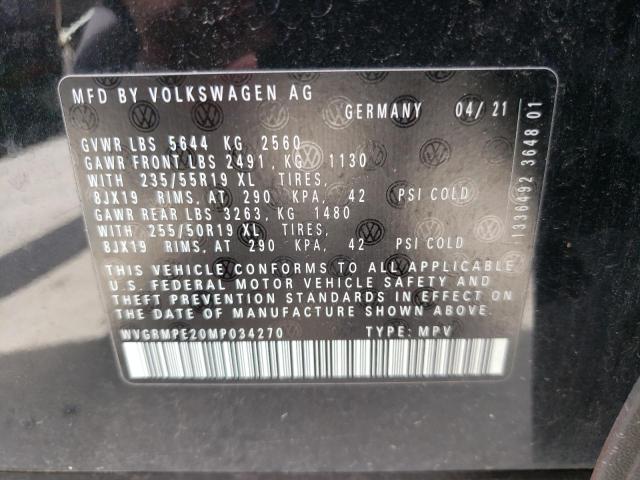 MFD BY VOLKSWAGEN AG
GERMANY 04/ 21
GVWR LBS 5644 KG 2560
GAWR FRONT LBS 2491, KG 1130
WITH 235/55R19 XL TIRES,
8JX19 RIMS, AT 290 KPA, 42 PSI COLD
GAWR REAR LBS 3263, KG 1480
WITH 255/50R19 XL TIRES,
8JX19 RIMS, AT 290 KPA, 42 PSI COLD
THIS VEHICLE CONFORMS TO ALL APPLICABLE
U.S. FEDERAL MOTOR VEHICLE SAFETY AND
THEFT PREVENTION STANDARDS IN EFFECT ON
THE DATE OF MANUFACTURE SHOWN ABOVE.
WVGRMPE20MP034270 TYPE: MPV
1336492 3648 01